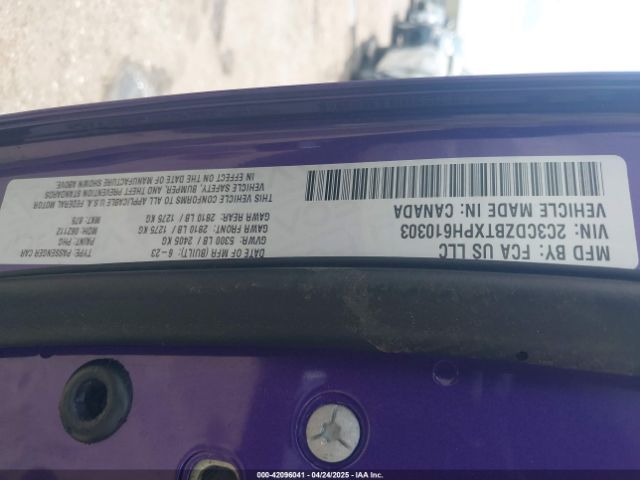 MFD BY: FCA US LLC
DATE OF MFR (BUILT): 6-23
GVWR: 5300 LB / 2405 KG
GAWR FRONT: 2810 LB / 1275 KG
GAWR REAR: 2810 LB / 1275 KG
THIS VEHICLE CONFORMS TO ALL APPLICABLE U.S.A. FEDERAL MOTOR
VEHICLE SAFETY, BUMPER, AND THEFT PREVENTION STANDARDS
IN EFFECT ON THE DATE OF MANUFACTURE SHOWN ABOVE.
VIN: 2C3CDZBTXPH610303
VEHICLE MADE IN: CANADA
TYPE: PASSENGER CAR
PAINT: PHG
MDH: 062112
MKT: 875
000-42096041 - 04/24/2025 - IAAI, Inc.